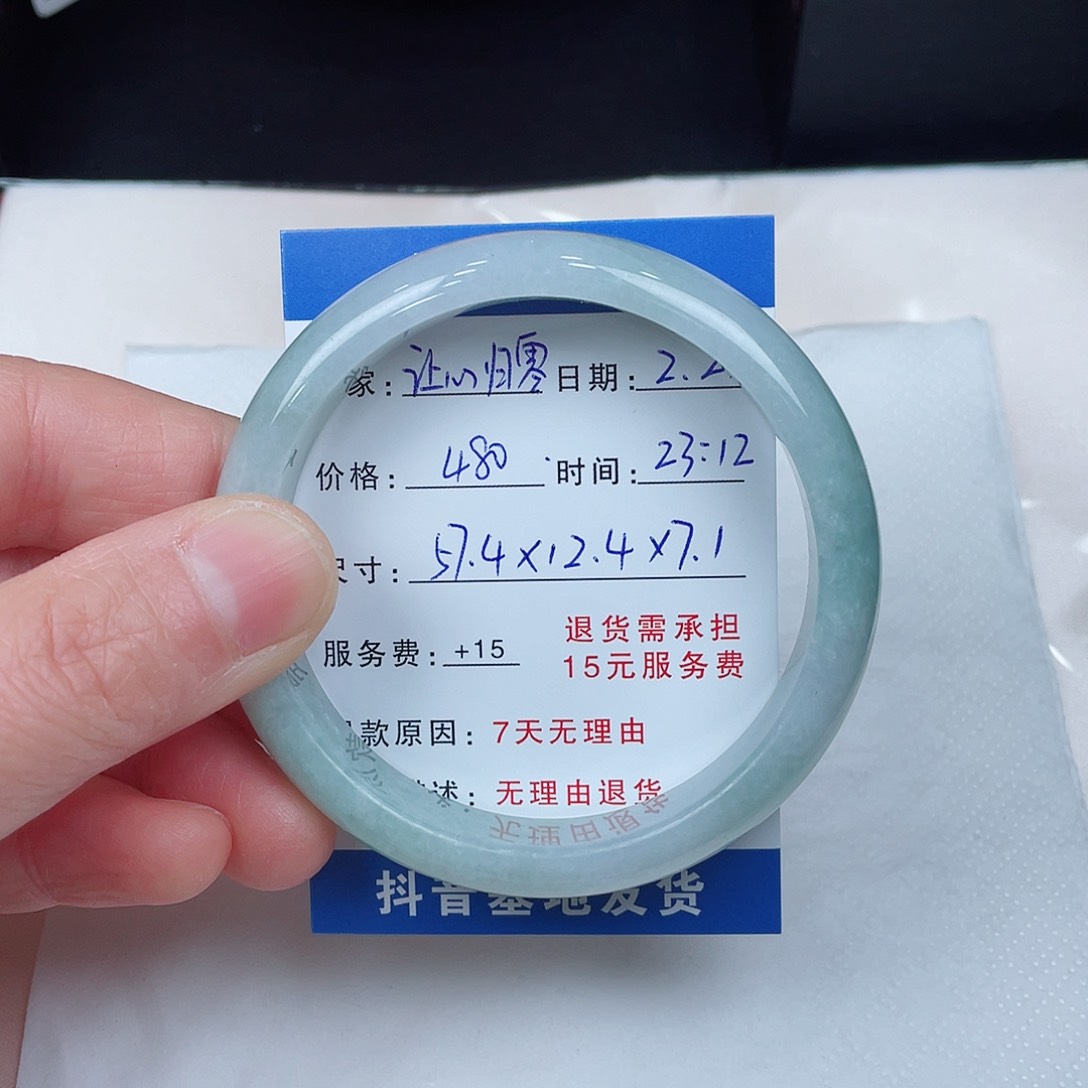 家: 让心归零 日期: 2.2
价格: 480 时间: 23:12
尺寸: 57.4×12.4×7.1
服务费: +15 退货需承担
15元服务费
款原因: 7天无理由
述: 无理由退货
抖音基地发货